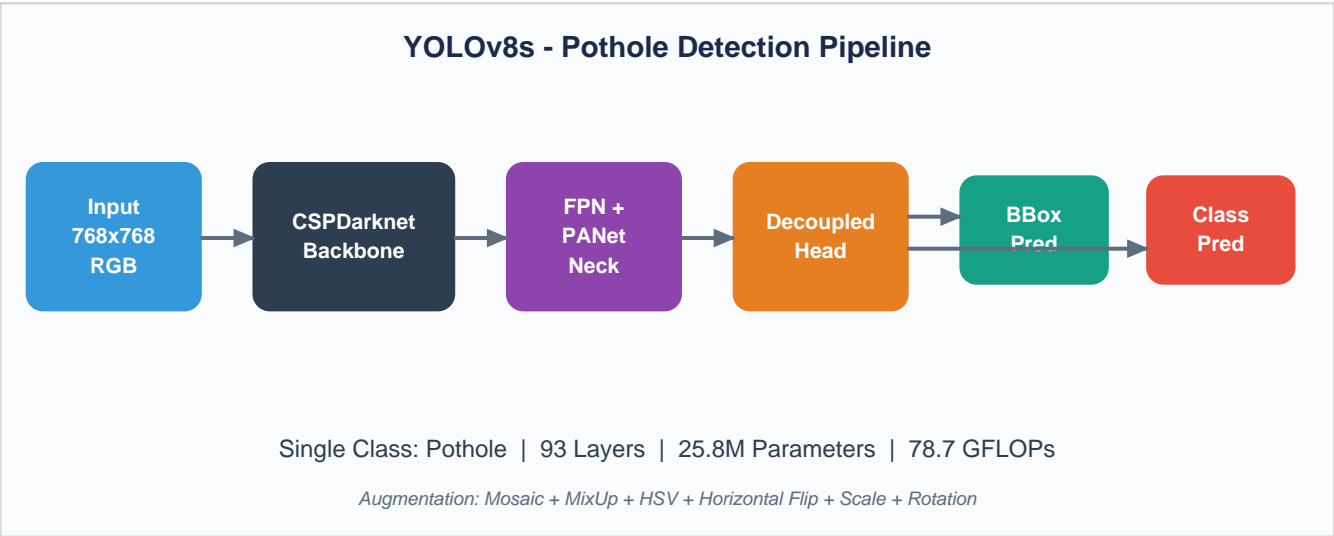 YOLOv8s - Pothole Detection Pipeline
Input
768x768
RGB
CSPDarknet
Backbone
FPN +
PANet
Neck
Decoupled
Head
BBox
Pred
Class
Pred
Single Class: Pothole | 93 Layers | 25.8M Parameters | 78.7 GFLOPs
Augmentation: Mosaic + MixUp + HSV + Horizontal Flip + Scale + Rotation